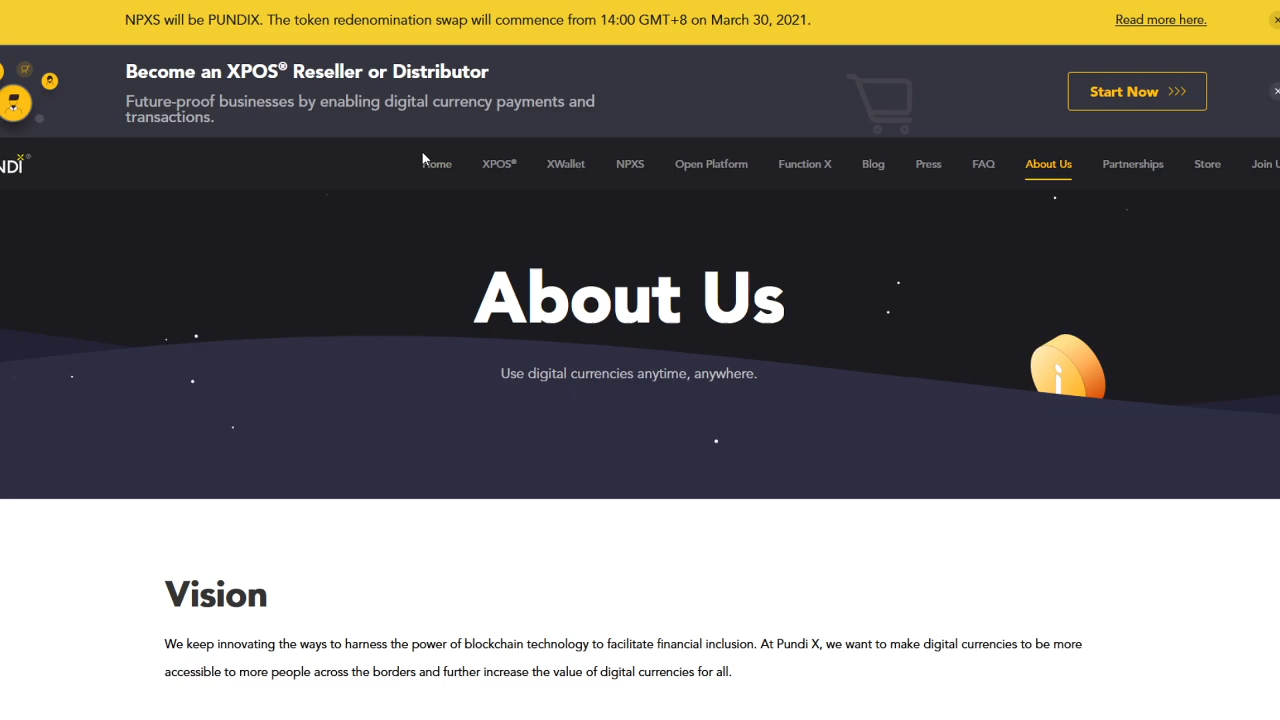 NPXS will be PUNDIX. The token redenomination swap will commence from 14:00 GMT+8 on March 30, 2021.
Read more here.
Become an XPOS® Reseller or Distributor
Future-proof businesses by enabling digital currency payments and
transactions.
Start Now >>>
NDI X®
Home XPOS® XWallet NPXS Open Platform Function X Blog Press FAQ About Us Partnerships Store Join U
About Us
Use digital currencies anytime, anywhere.
Vision
We keep innovating the ways to harness the power of blockchain technology to facilitate financial inclusion. At Pundi X, we want to make digital currencies to be more
accessible to more people across the borders and further increase the value of digital currencies for all.